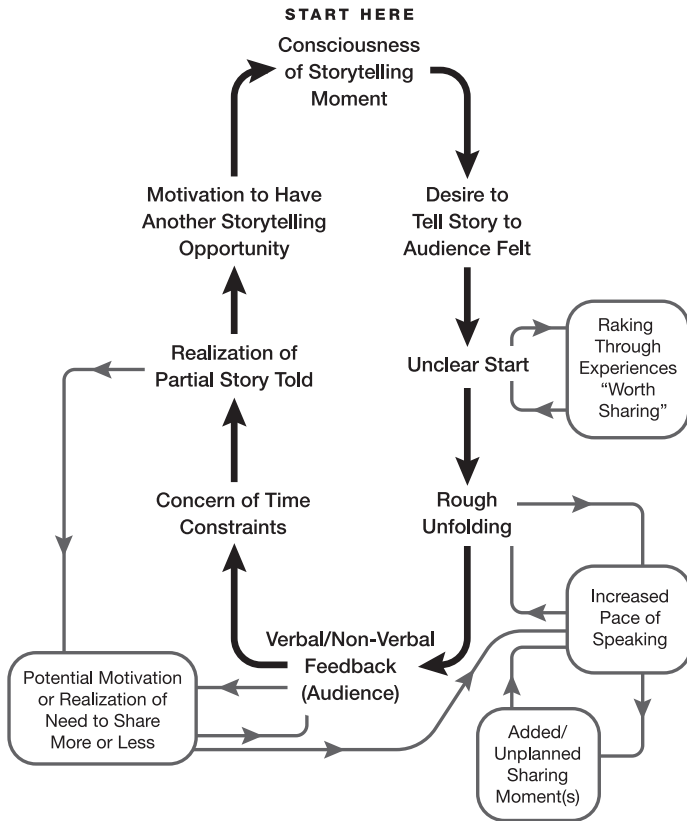 START HERE
Consciousness
of Storytelling
Moment
Desire to
Tell Story to
Audience Felt
Unclear Start
Raking
Through
Experiences
“Worth
Sharing”
Rough
Unfolding
Increased
Pace of
Speaking
Added/
Unplanned
Sharing
Moment(s)
Verbal/Non-Verbal
Feedback
(Audience)
Potential Motivation
or Realization of
Need to Share
More or Less
Concern of Time
Constraints
Realization of
Partial Story Told
Motivation to Have
Another Storytelling
Opportunity